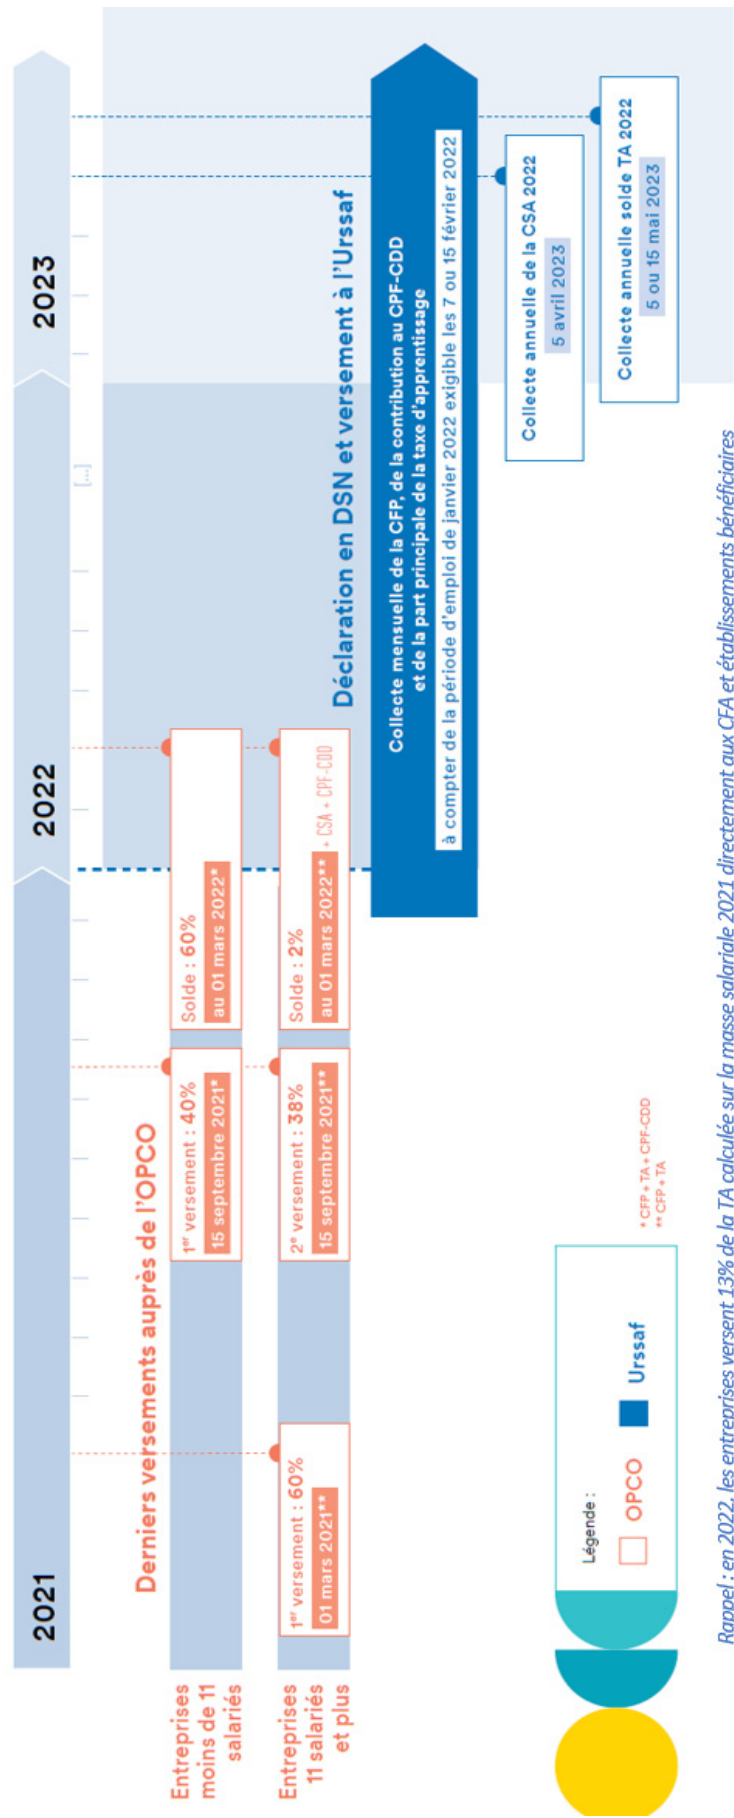 2021
2022
2023
[...]
Derniers versements auprès de l'OPCO
Entreprises
moins de 11
salariés
1er versement : 40%
15 septembre 2021*
Solde : 60%
au 01 mars 2022*
Entreprises
11 salariés
et plus
1er versement : 60%
01 mars 2021**
2e versement : 38%
15 septembre 2021**
Solde : 2%
au 01 mars 2022** + CSA + CPF-CDD
Déclaration en DSN et versement à l'Urssaf
Collecte mensuelle de la CFP, de la contribution au CPF-CDD
et de la part principale de la taxe d'apprentissage
à compter de la période d'emploi de janvier 2022 exigible les 7 ou 15 février 2022
Collecte annuelle de la CSA 2022
5 avril 2023
Collecte annuelle solde TA 2022
5 ou 15 mai 2023
Légende :
OPCO
Urssaf
* CFP + TA + CPF-CDD
** CFP + TA
Rappel : en 2022, les entreprises versent 13% de la TA calculée sur la masse salariale 2021 directement aux CFA et établissements bénéficiaires